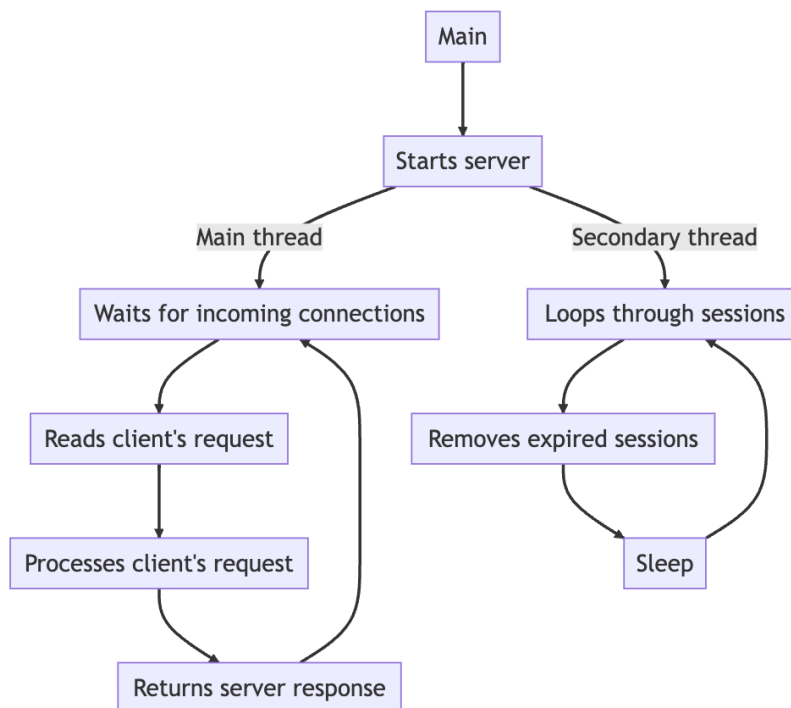 Main
Starts server
Main thread
Secondary thread
Waits for incoming connections
Loops through sessions
Reads client's request
Removes expired sessions
Processes client's request
Sleep
Returns server response